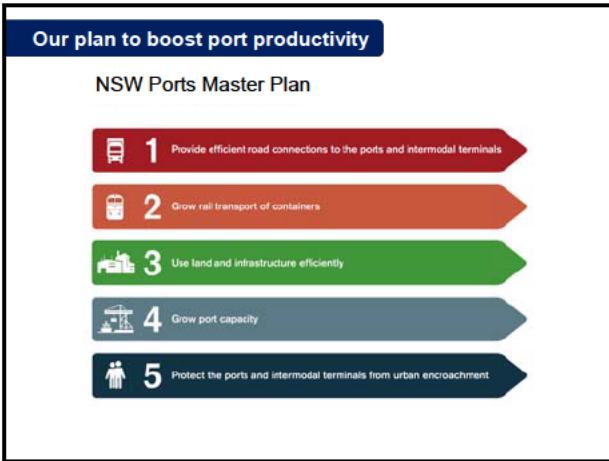 Our plan to boost port productivity
NSW Ports Master Plan
1 Provide efficient road connections to the ports and intermodal terminals
2 Grow rail transport of containers
3 Use land and infrastructure efficiently
4 Grow port capacity
5 Protect the ports and intermodal terminals from urban encroachment